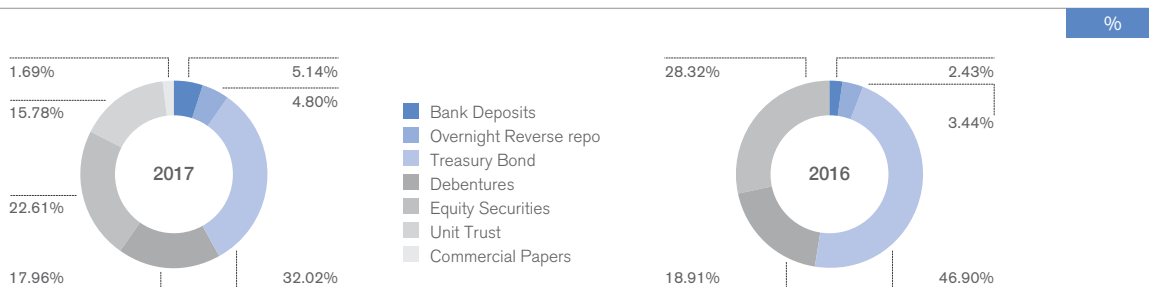 %
1.69%
5.14%
15.78%
4.80%
2017
22.61%
17.96%
32.02%
Bank Deposits
Overnight Reverse repo
Treasury Bond
Debentures
Equity Securities
Unit Trust
Commercial Papers
28.32%
2.43%
3.44%
2016
18.91%
46.90%